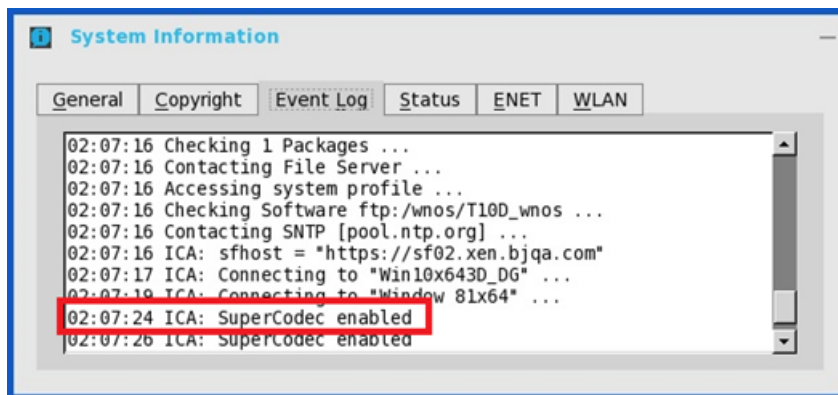 System Information
General Copyright Event Log Status ENET WLAN
02:07:16 Checking 1 Packages ...
02:07:16 Contacting File Server ...
02:07:16 Accessing system profile ...
02:07:16 Checking Software ftp:/wnos/T10D_wnos ...
02:07:16 Contacting SNTP [pool.ntp.org] ...
02:07:16 ICA: sfhost = "https://sf02.xen.bjqa.com"
02:07:17 ICA: Connecting to "Win10x643D_DG" ...
02:07:19 ICA: Connecting to "Window 81x64" ...
02:07:24 ICA: SuperCodec enabled
02:07:26 ICA: SuperCodec enabled